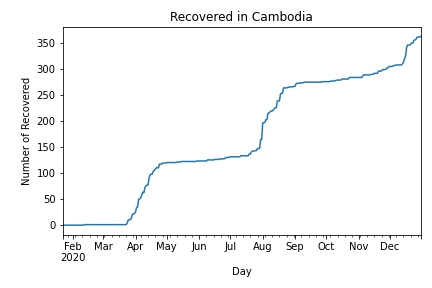 Recovered in Cambodia
Number of Recovered
350
300
250
200
150
100
50
0
Feb Mar Apr May Jun Jul Aug Sep Oct Nov Dec
2020
Day